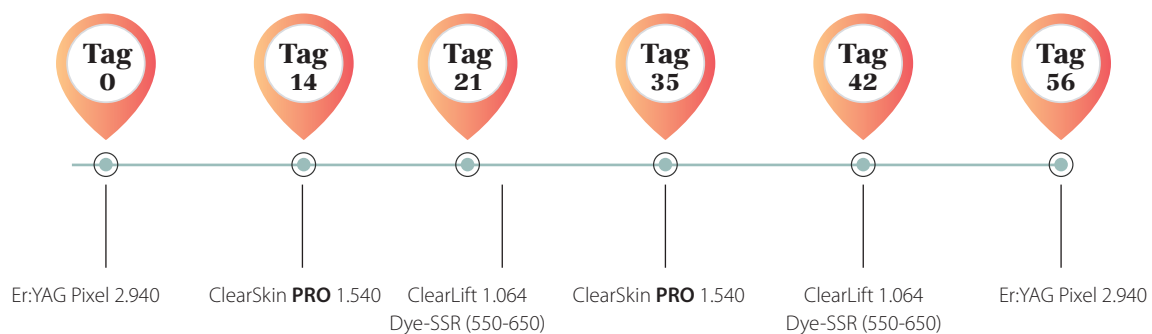 Tag
0
Tag
14
Tag
21
Tag
35
Tag
42
Tag
56
Er:YAG Pixel 2.940
ClearSkin PRO 1.540
ClearLift 1.064
Dye-SSR (550-650)
ClearSkin PRO 1.540
ClearLift 1.064
Dye-SSR (550-650)
Er:YAG Pixel 2.940